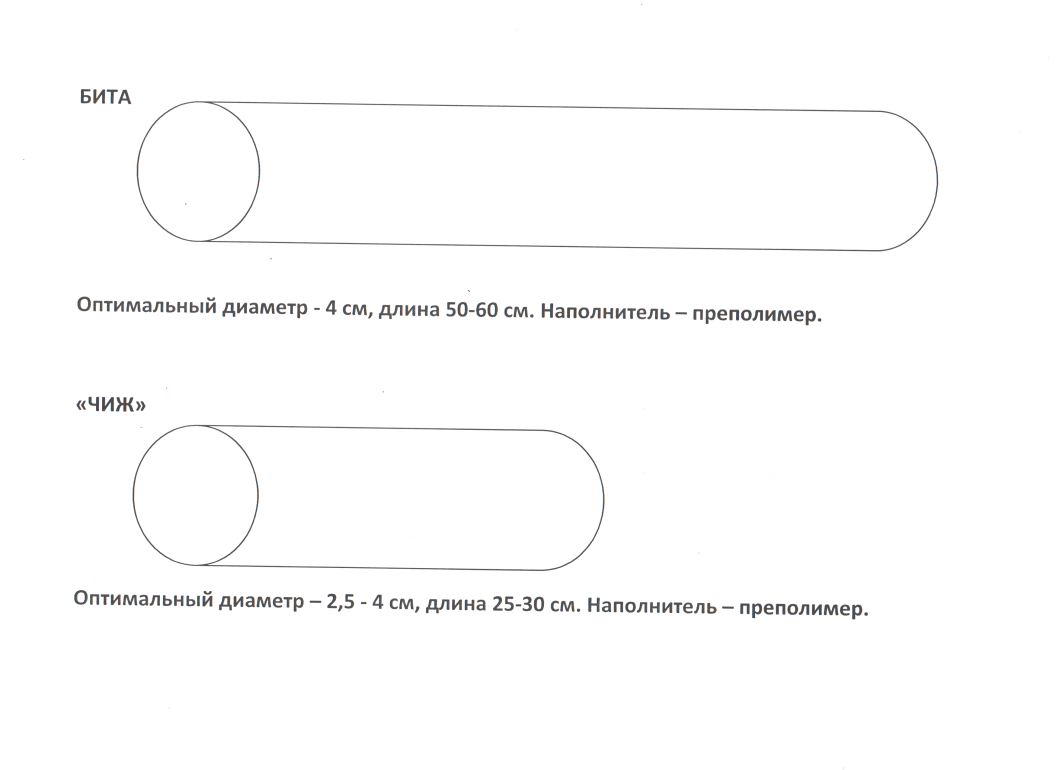 БИТА
Оптимальный диаметр - 4 см, длина 50-60 см. Наполнитель – преполимер.
«ЧИЖ»
Оптимальный диаметр – 2,5 - 4 см, длина 25-30 см. Наполнитель – преполимер.